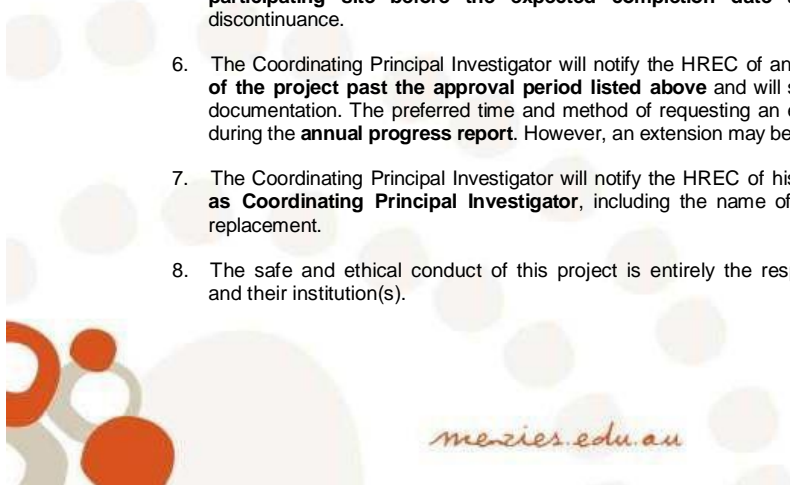 participating site before the expected completion date
discontinuance.
6. The Coordinating Principal Investigator will notify the HREC of an
of the project past the approval period listed above and will s
documentation. The preferred time and method of requesting an e
during the annual progress report. However, an extension may be
7. The Coordinating Principal Investigator will notify the HREC of his
as Coordinating Principal Investigator, including the name of
replacement.
8. The safe and ethical conduct of this project is entirely the resp
and their institution(s).
menzies.edu.au